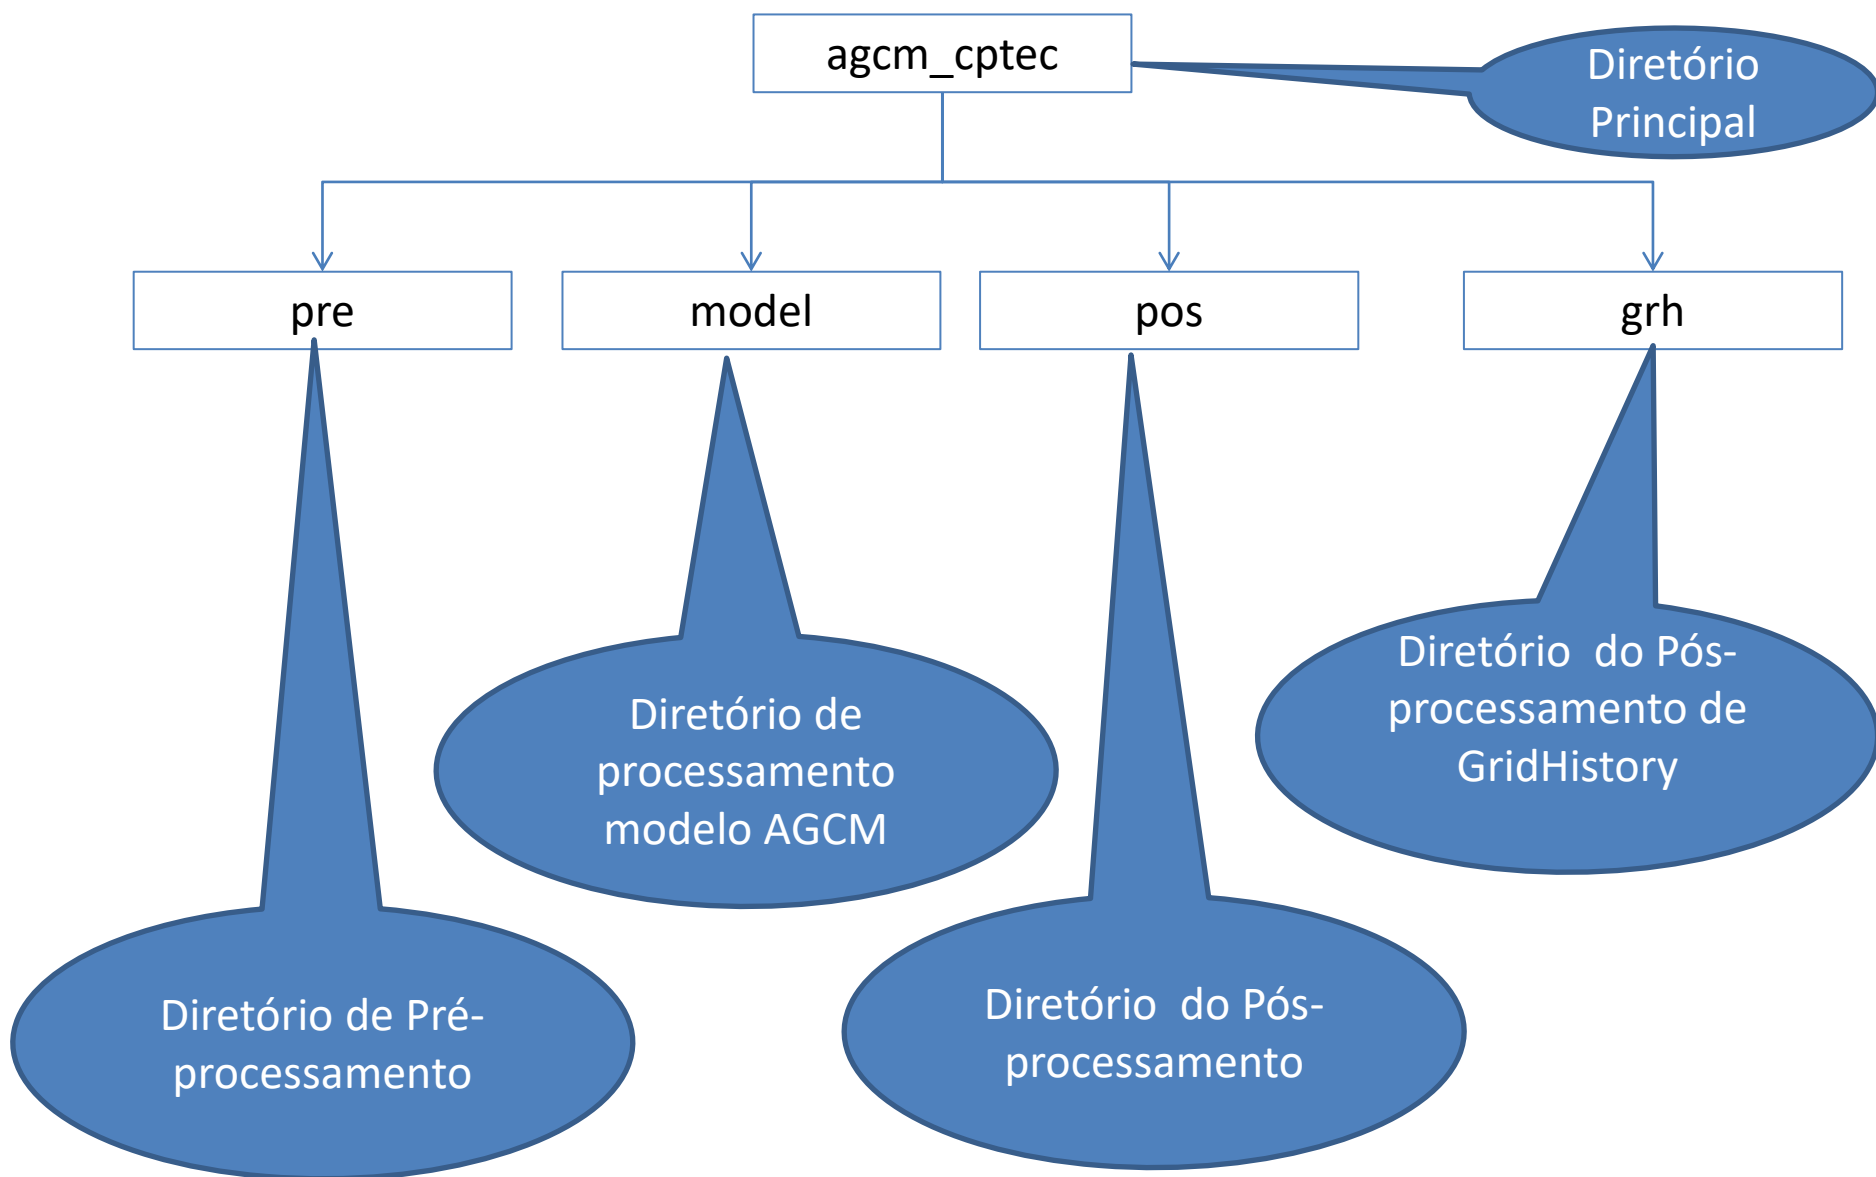 agcm_cptec
Diretório
Principal
pre
model
pos
grh
Diretório de
processamento
modelo AGCM
Diretório  do Pós-
processamento de
GridHistory
Diretório de Pré-
processamento
Diretório  do Pós-
processamento